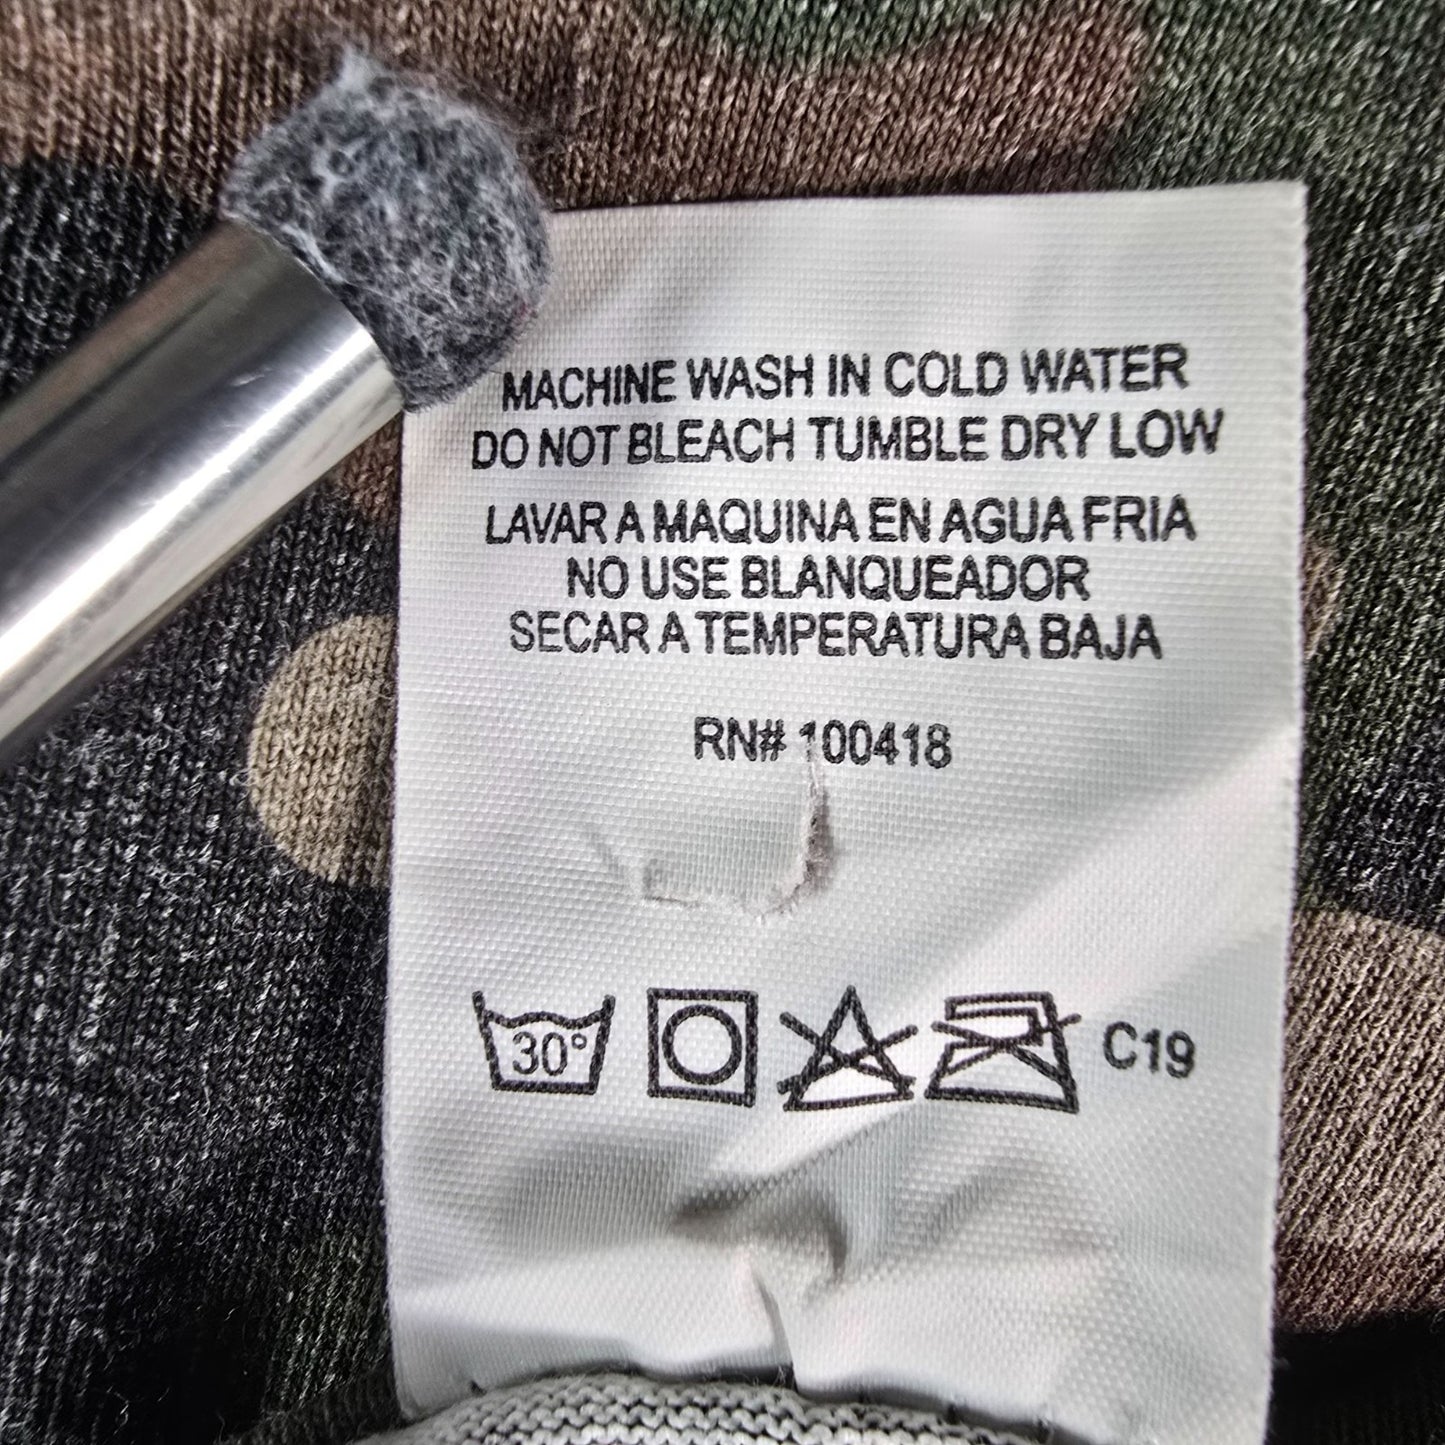 MACHINE WASH IN COLD WATER
DO NOT BLEACH TUMBLE DRY LOW
LAVAR A MAQUINA EN AGUA FRIA
NO USE BLANQUEADOR
SECAR A TEMPERATURA BAJA
RN# 100418
30° C19